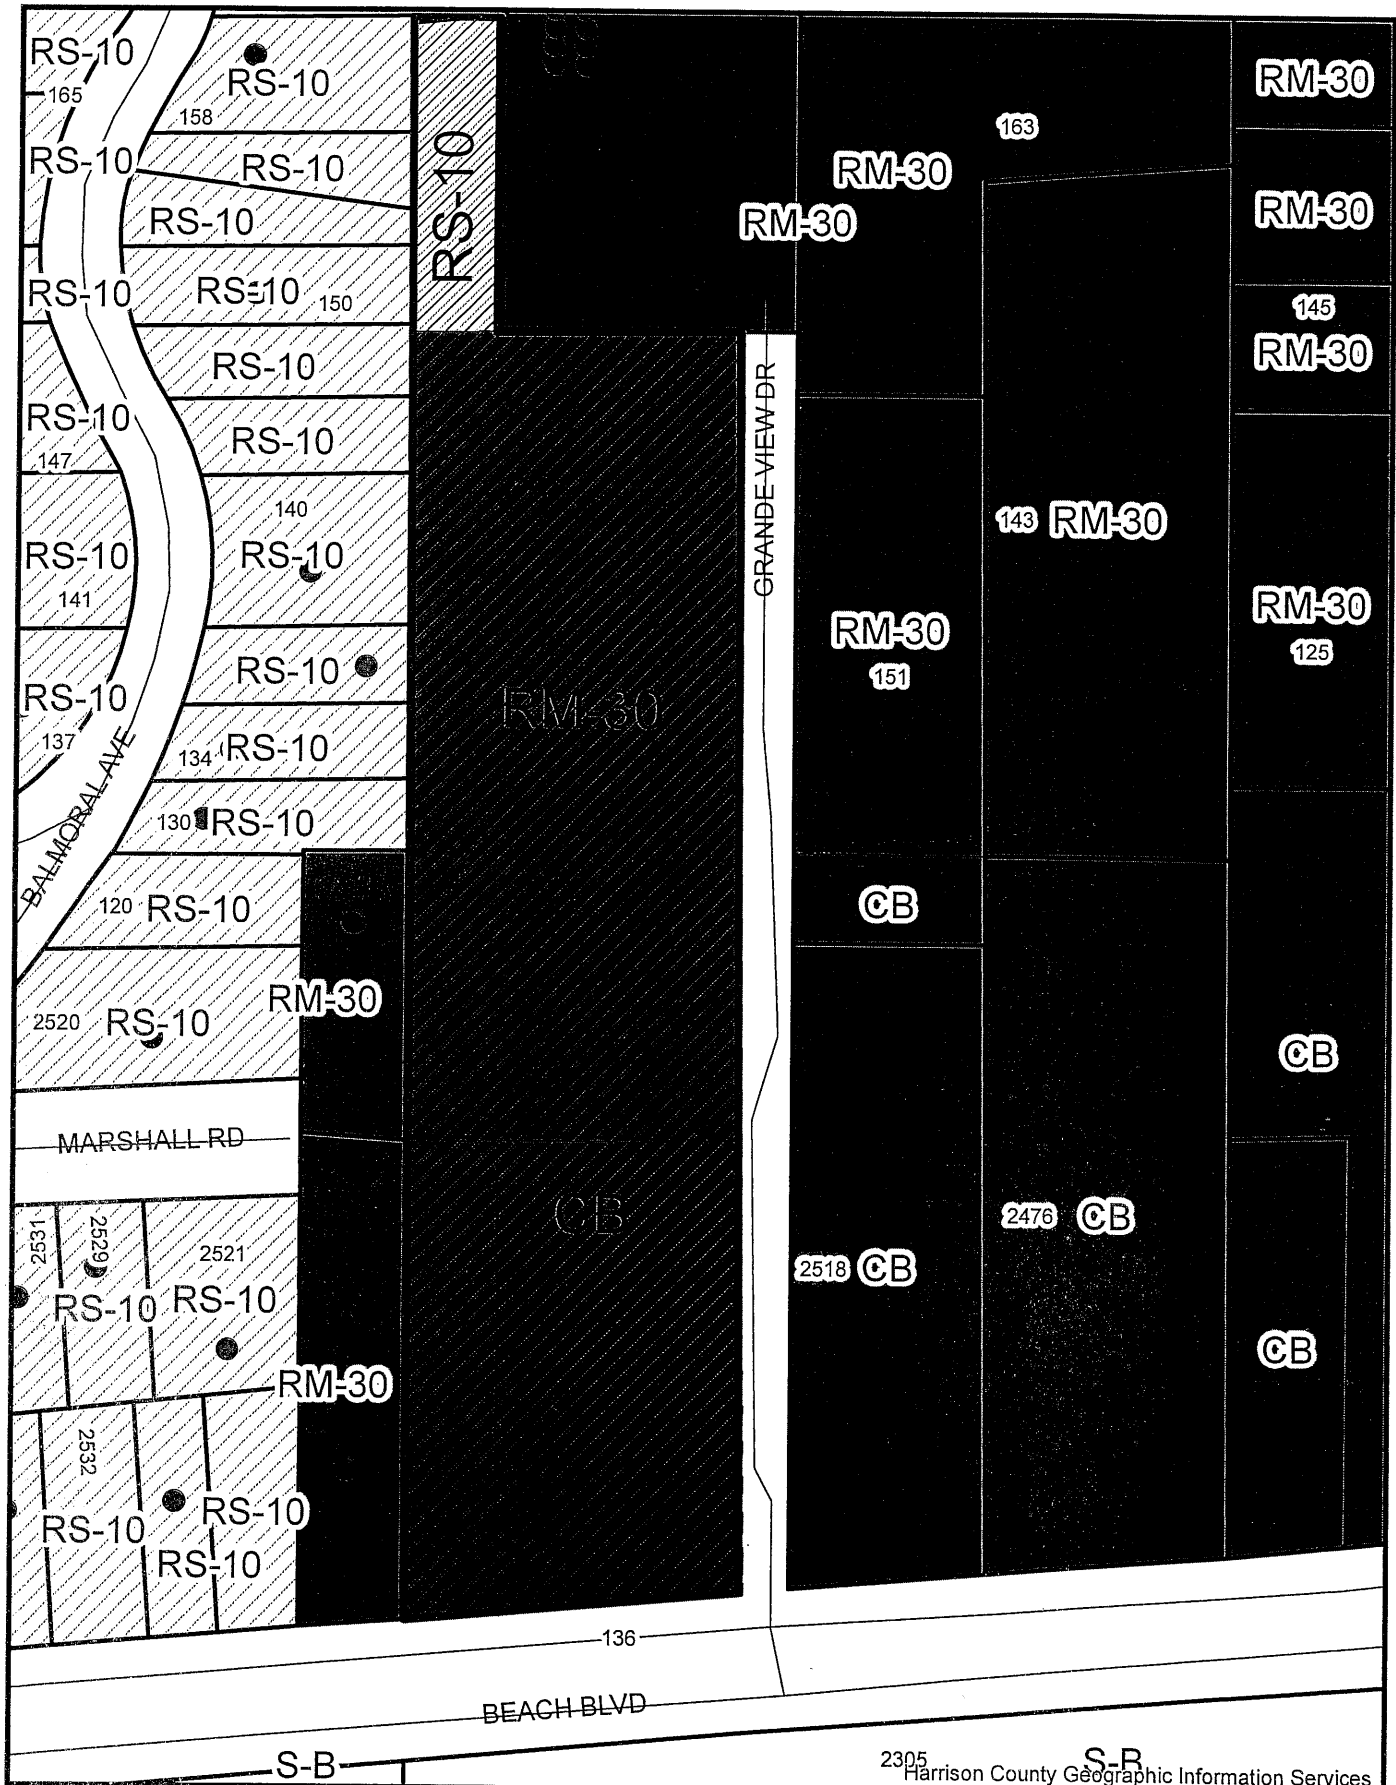 RS-10
165
RS-10
158
RS-10
RS-10
RS-10
RS-10
RS-10
RS-10
150
RS-10
RS-10
RS-10
147
140
RS-10
RS-10
141
RS-10
RS-10
137
134
RS-10
130
RS-10
BALMORAL AVE
120
RS-10
2520
RS-10
RM-30
MARSHALL RD
2531
2529
2521
RS-10
RS-10
RM-30
2532
RS-10
RS-10
RS-10
RS-10
RM-30
CB
GRANDE VIEW DR
RM-30
RM-30
163
RM-30
RM-30
145
RM-30
143
RM-30
RM-30
151
RM-30
125
CB
CB
2518
CB
2476
CB
CB
136
BEACH BLVD
S-B
2305
S-B
Harrison County Geographic Information Services